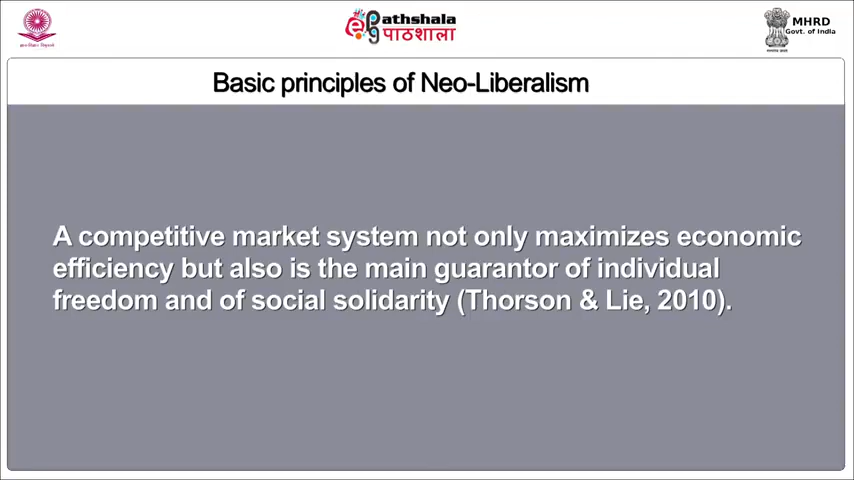 ePathshala
पाठशाला
MHRD
Govt. of India
Basic principles of Neo-Liberalism
A competitive market system not only maximizes economic
efficiency but also is the main guarantor of individual
freedom and of social solidarity (Thorson & Lie, 2010).